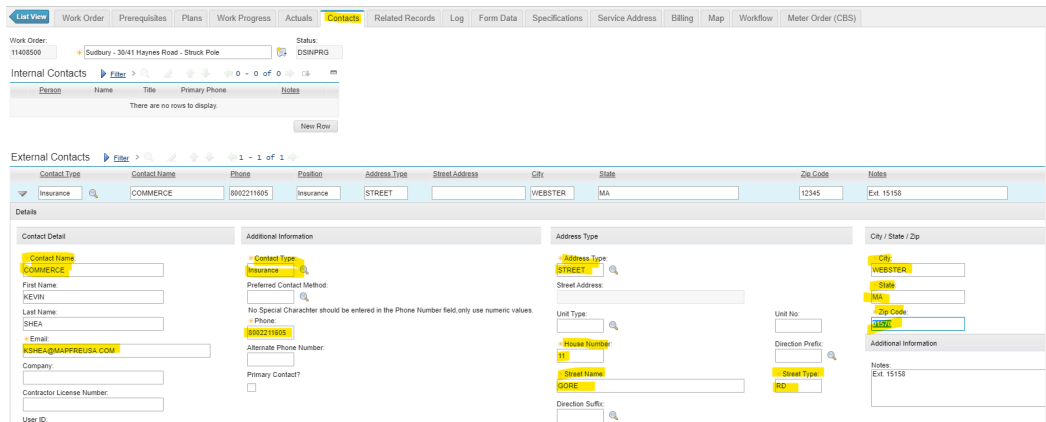 List View Work Order Prerequisites Plans Work Progress Actuals Contacts Related Records Log Form Data Specifications Service Address Billing Map Workflow Meter Order (CBS)
Work Order: Status:
11408500 * Sudbury - 30/41 Haynes Road - Struck Pole DSINPRG
Internal Contacts Filter > 0 - 0 of 0
Person Name Title Primary Phone Notes
There are no rows to display.
New Row
External Contacts Filter > 1 - 1 of 1
Contact Type Contact Name Phone Position Address Type Street Address City State Zip Code Notes
Insurance COMMERCE 8002211605 Insurance STREET WEBSTER MA 12345 Ext. 15158
Details
Contact Detail Additional Information Address Type City / State / Zip
* Contact Name: * Contact Type: * Address Type: * City:
COMMERCE Insurance STREET WEBSTER
First Name: Preferred Contact Method: Street Address: * State
KEVIN MA
Last Name: No Special Charachter should be entered in the Phone Number field,only use numeric values. Unit Type: Unit No: * Zip Code:
SHEA * Phone:
8002211605
* Email: * House Number: Direction Prefix: Additional Information
KSHEA@MAPFREUSA.COM Alternate Phone Number: 11
Company: Primary Contact? * Street Name: * Street Type: Notes:
GORE RD Ext. 15158
Contractor License Number: Direction Suffix:
User ID: